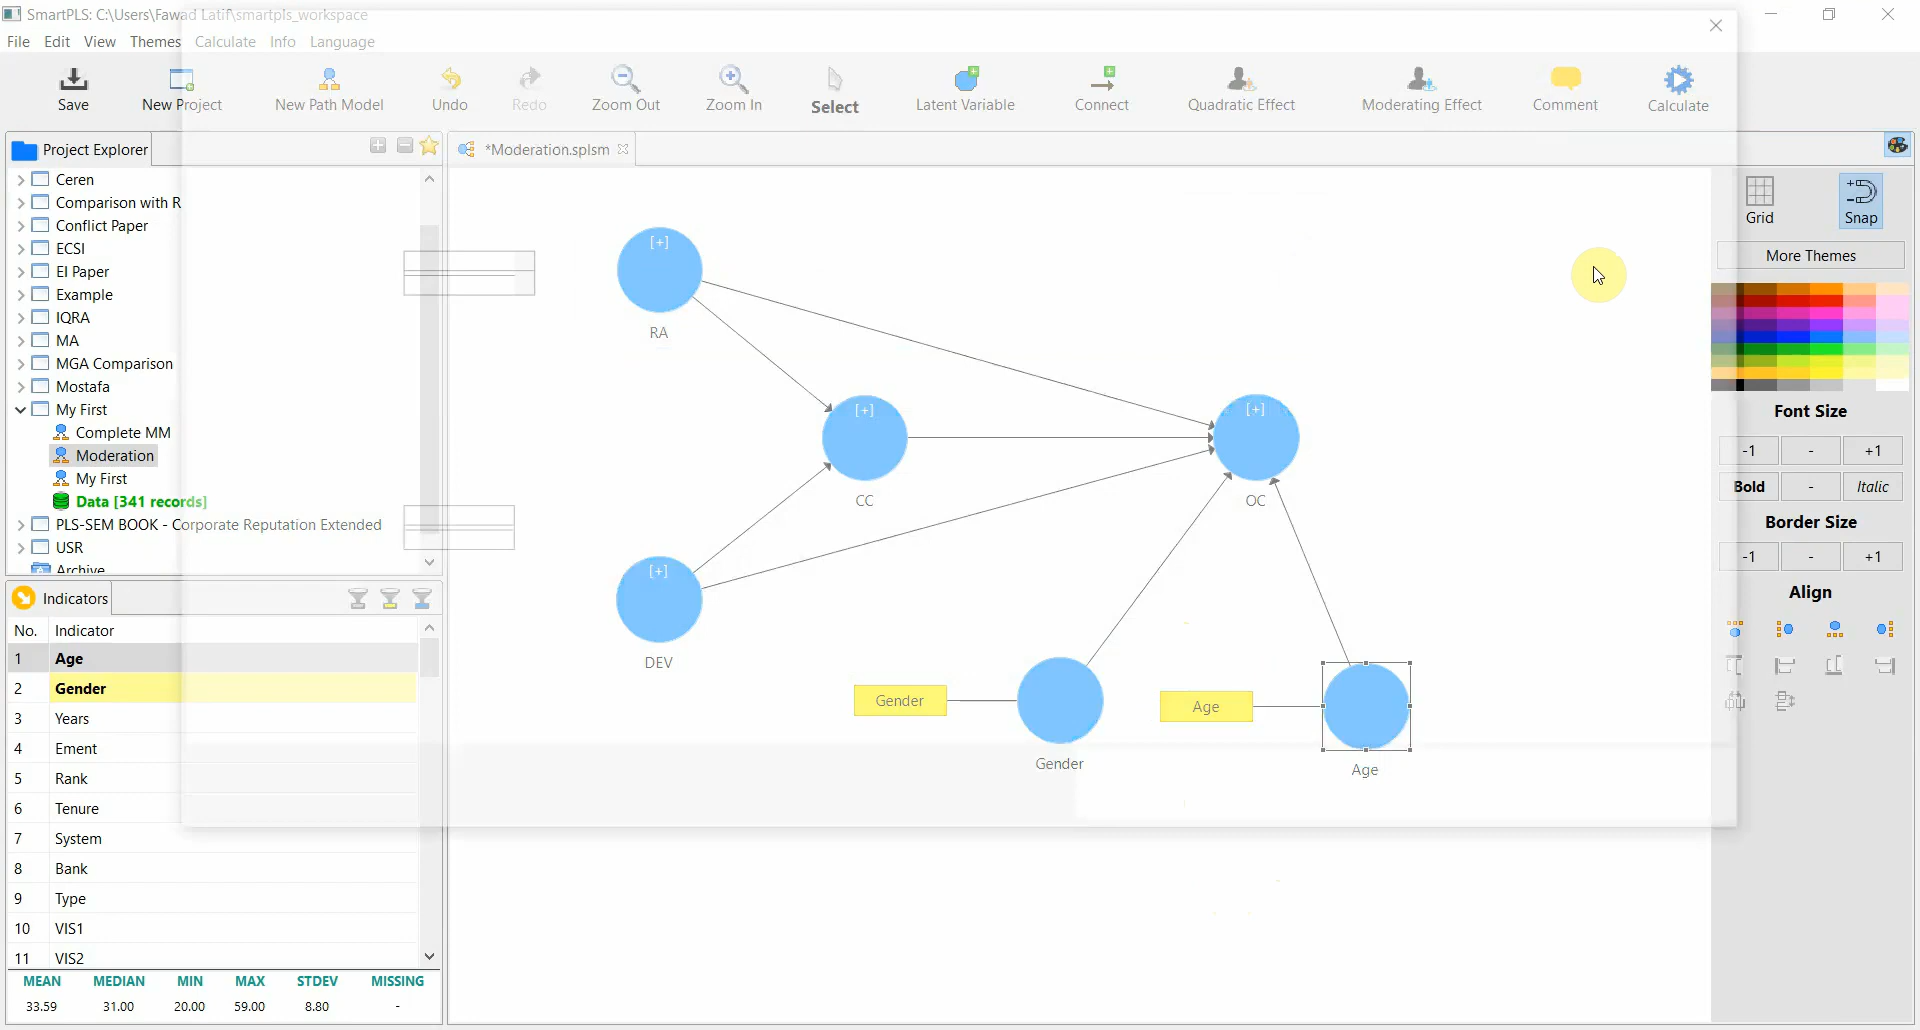 SmartPLS: C:\Users\Fawad Latif\smartpls_workspace
File Edit View Themes Calculate Info Language
Save New Project New Path Model Undo Redo Zoom Out Zoom In Select Latent Variable Connect Quadratic Effect Moderating Effect Comment Calculate
Project Explorer
*Moderation.splsm
Ceren
Comparison with R
Conflict Paper
ECSI
EI Paper
Example
IQRA
MA
MGA Comparison
Mostafa
My First
Complete MM
Moderation
My First
Data [341 records]
PLS-SEM BOOK - Corporate Reputation Extended
USR
Archive
Indicators
No. Indicator
1 Age
2 Gender
3 Years
4 Ement
5 Rank
6 Tenure
7 System
8 Bank
9 Type
10 VIS1
11 VIS2
MEAN MEDIAN MIN MAX STDEV MISSING
33.59 31.00 20.00 59.00 8.80 -
[+]
RA
[+]
CC
[+]
OC
[+]
DEV
Gender
Gender
Age
Age
Grid Snap
More Themes
Font Size
-1 - +1
Bold - Italic
Border Size
-1 - +1
Align